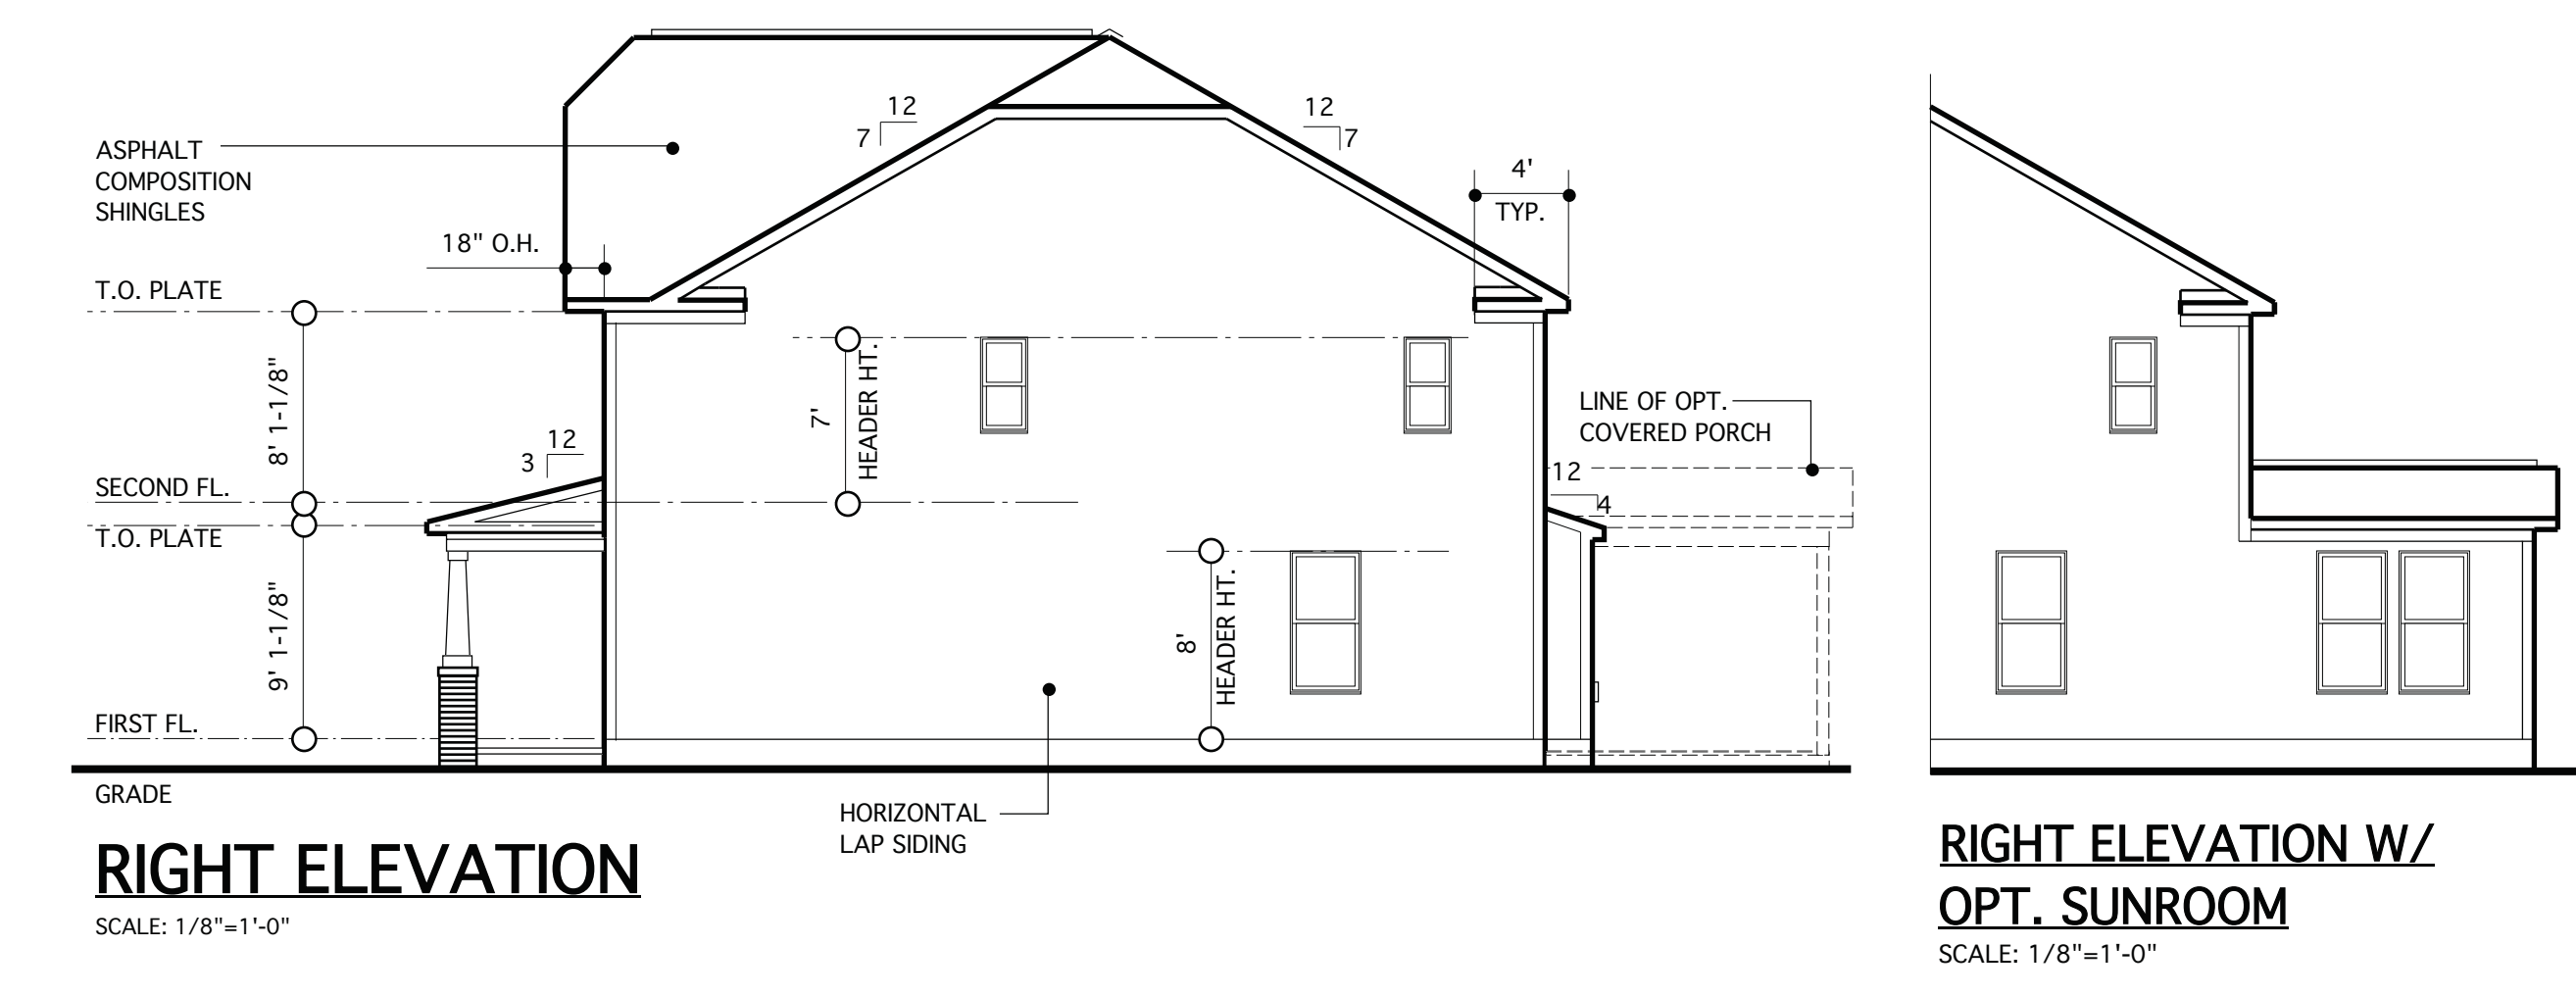 12
7
12
7
ASPHALT
COMPOSITION
SHINGLES
4'
TYP.
18" O.H.
T.O. PLATE
8' 1-1/8"
7'
HEADER HT.
LINE OF OPT.
COVERED PORCH
12
3
12
4
SECOND FL.
T.O. PLATE
9' 1-1/8"
8'
HEADER HT.
FIRST FL.
GRADE
HORIZONTAL
LAP SIDING
RIGHT ELEVATION
SCALE: 1/8"=1'-0"
RIGHT ELEVATION W/
OPT. SUNROOM
SCALE: 1/8"=1'-0"